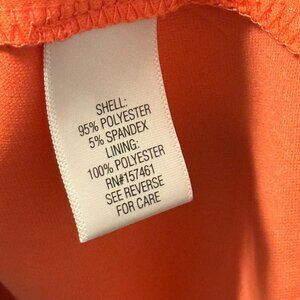 SHELL:
95% POLYESTER
5% SPANDEX
LINING:
100% POLYESTER
RN#157461
SEE REVERSE
FOR CARE